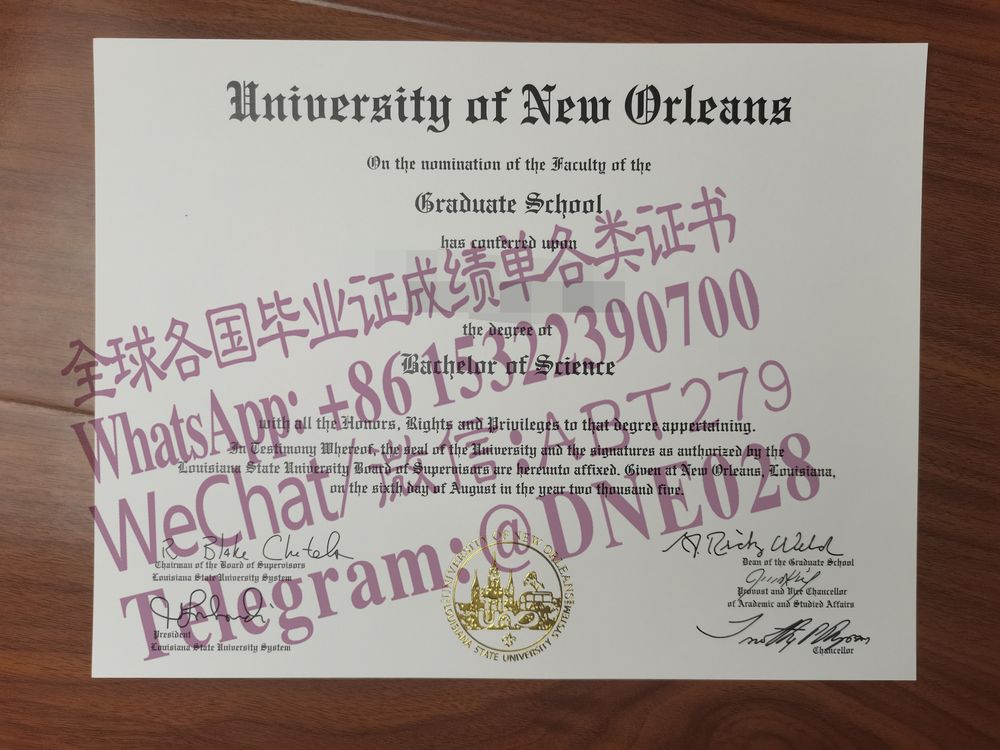 University of New Orleans
On the nomination of the Faculty of the
Graduate School
has conferred upon
全球各国毕业证成绩单各类证书
the degree of
Bachelor of Science
WhatsApp: +86 15322390700
with all the Honors, Rights and Privileges to that degree appertaining.
In Testimony Whereof, the seal of the University and the signatures as authorized by the
Louisiana State University Board of Supervisors are hereunto affixed. Given at New Orleans, Louisiana,
on the sixth day of August in the year two thousand five.
WeChat/微信:ABT279
Telegram:@DNE028
Chairman of the Board of Supervisors
Louisiana State University System
President
Louisiana State University System
UNIVERSITY OF NEW ORLEANS
LOUISIANA STATE UNIVERSITY SYSTEM
UNO
Dean of the Graduate School
Provost and Vice Chancellor
of Academic and Studied Affairs
Chancellor